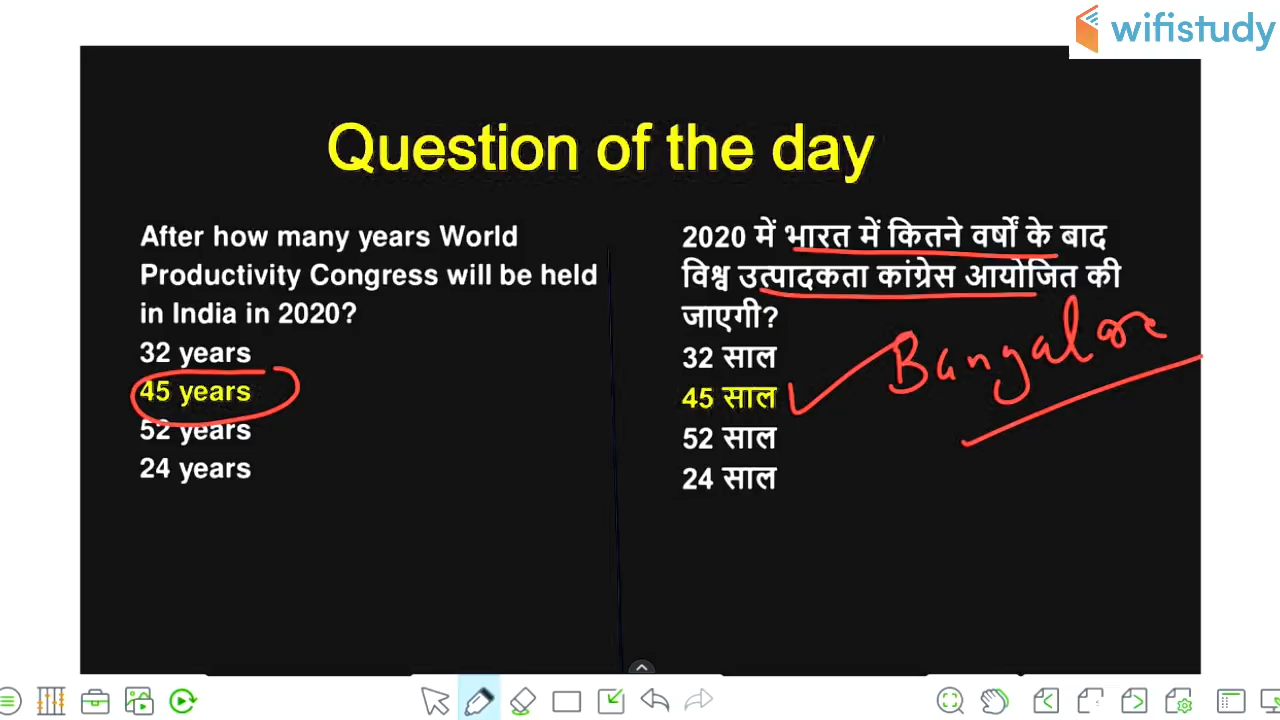 wifistudy
Question of the day
After how many years World
Productivity Congress will be held
in India in 2020?
32 years
45 years
52 years
24 years
2020 में भारत में कितने वर्षों के बाद
विश्व उत्पादकता कांग्रेस आयोजित की
जाएगी?
32 साल
45 साल
52 साल
24 साल
Bangalore